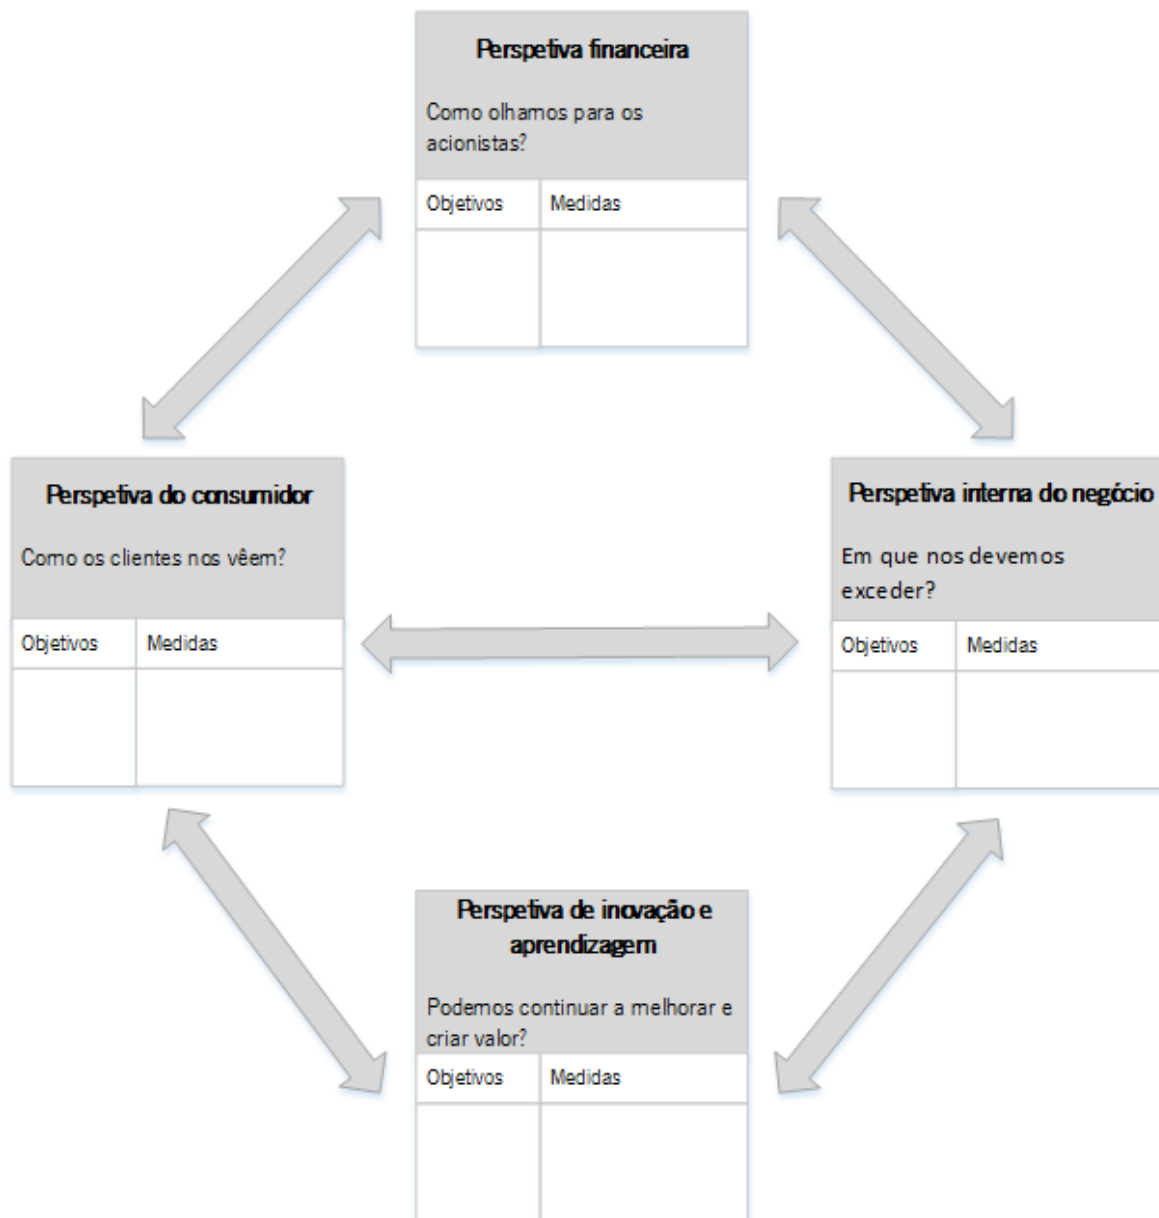 Perspetiva financeira
Como olhamos para os
acionistas?
Objetivos Medidas
Perspetiva do consumidor
Como os clientes nos vêem?
Objetivos Medidas
Perspetiva interna do negócio
Em que nos devemos
exceder?
Objetivos Medidas
Perspetiva de inovação e
aprendizagem
Podemos continuar a melhorar e
criar valor?
Objetivos Medidas